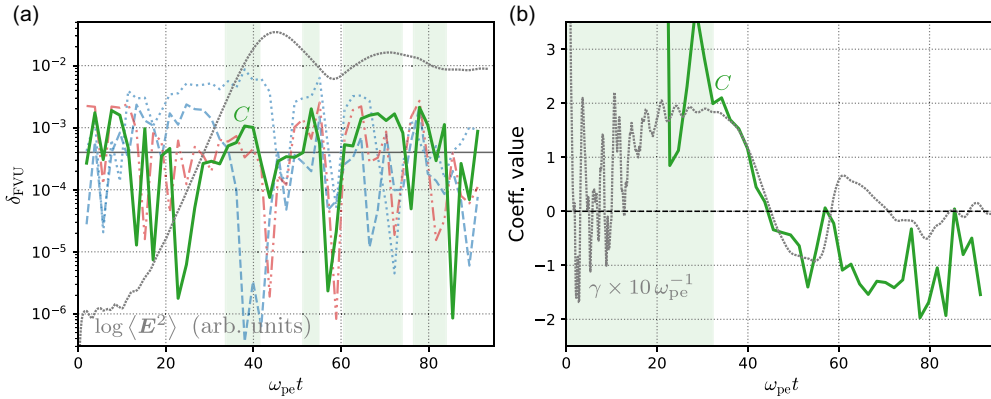 (a)
10⁻²
10⁻³
10⁻⁴
10⁻⁵
10⁻⁶
δ_FVU
C
log ⟨E²⟩ (arb. units)
0 20 40 60 80
ω_pe t
(b)
3
2
1
0
−1
−2
Coeff. value
C
γ × 10 ω_pe⁻¹
0 20 40 60 80
ω_pe t